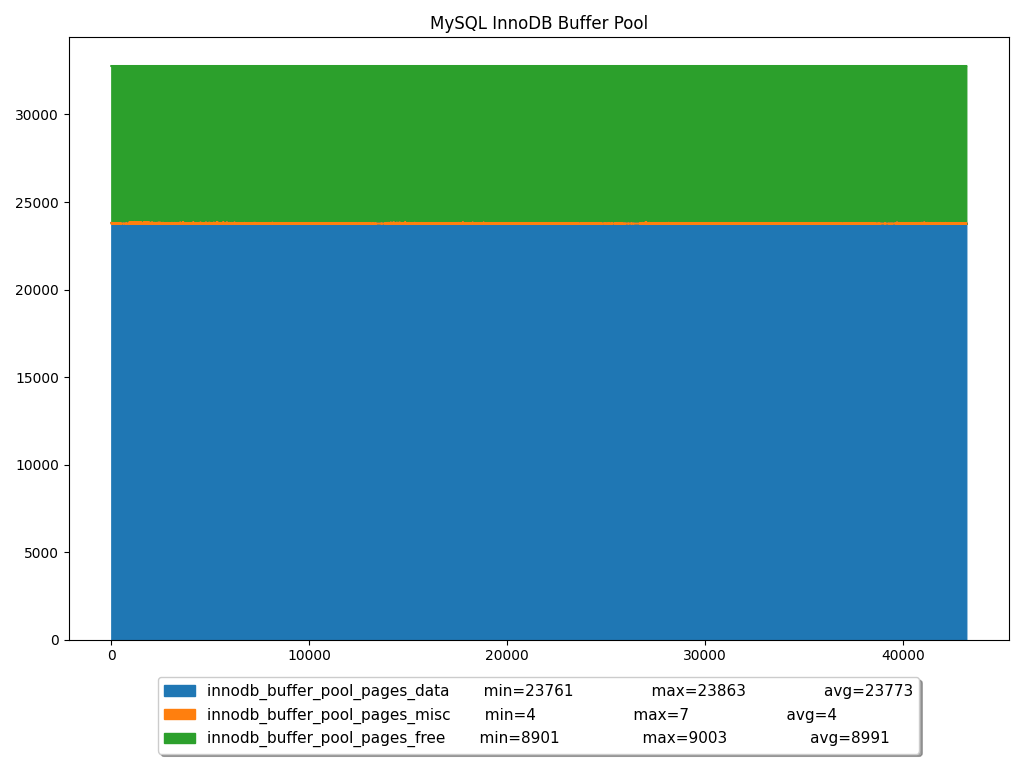 MySQL InnoDB Buffer Pool
30000
25000
20000
15000
10000
5000
0
0 10000 20000 30000 40000
innodb_buffer_pool_pages_data min=23761 max=23863 avg=23773
innodb_buffer_pool_pages_misc min=4 max=7 avg=4
innodb_buffer_pool_pages_free min=8901 max=9003 avg=8991